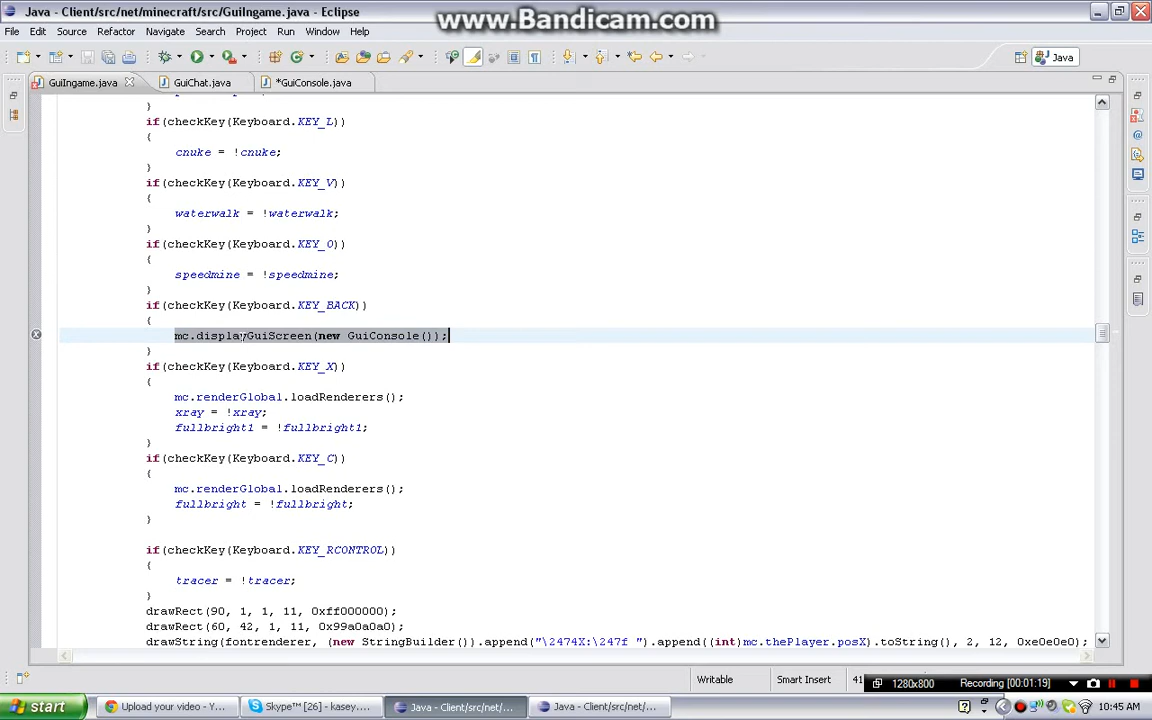 Java - Client/src/net/minecraft/src/GuiIngame.java - Eclipse
www.Bandicam.com
File Edit Source Refactor Navigate Search Project Run Window Help
Java
GuiIngame.java GuiChat.java *GuiConsole.java
}
if(checkKey(Keyboard.KEY_L))
{
cnuke = !cnuke;
}
if(checkKey(Keyboard.KEY_V))
{
waterwalk = !waterwalk;
}
if(checkKey(Keyboard.KEY_O))
{
speedmine = !speedmine;
}
if(checkKey(Keyboard.KEY_BACK))
{
mc.displayGuiScreen(new GuiConsole());
}
if(checkKey(Keyboard.KEY_X))
{
mc.renderGlobal.loadRenderers();
xray = !xray;
fullbright1 = !fullbright1;
}
if(checkKey(Keyboard.KEY_C))
{
mc.renderGlobal.loadRenderers();
fullbright = !fullbright;
}
if(checkKey(Keyboard.KEY_RCONTROL))
{
tracer = !tracer;
}
drawRect(90, 1, 1, 11, 0xff000000);
drawRect(60, 42, 1, 11, 0x99a0a0a0);
drawString(fontrenderer, (new StringBuilder()).append("\2474X:\247f ").append((int)mc.thePlayer.posX).toString(), 2, 12, 0xe0e0e0);
Writable Smart Insert 41
1280x800 Recording [00:01:19]
start Upload your video - Y... Skype™ [26] - kasey.... Java - Client/src/net/... Java - Client/src/net/... 10:45 AM